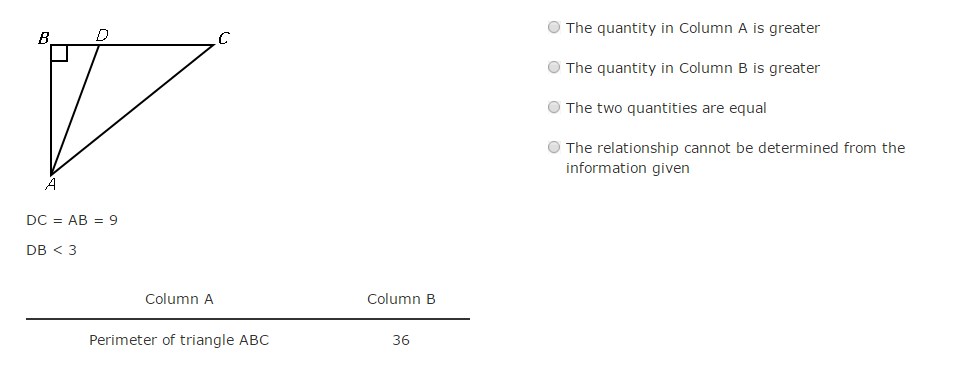 B D C
A
DC = AB = 9
DB < 3
Column A Column B
Perimeter of triangle ABC 36
The quantity in Column A is greater
The quantity in Column B is greater
The two quantities are equal
The relationship cannot be determined from the
information given